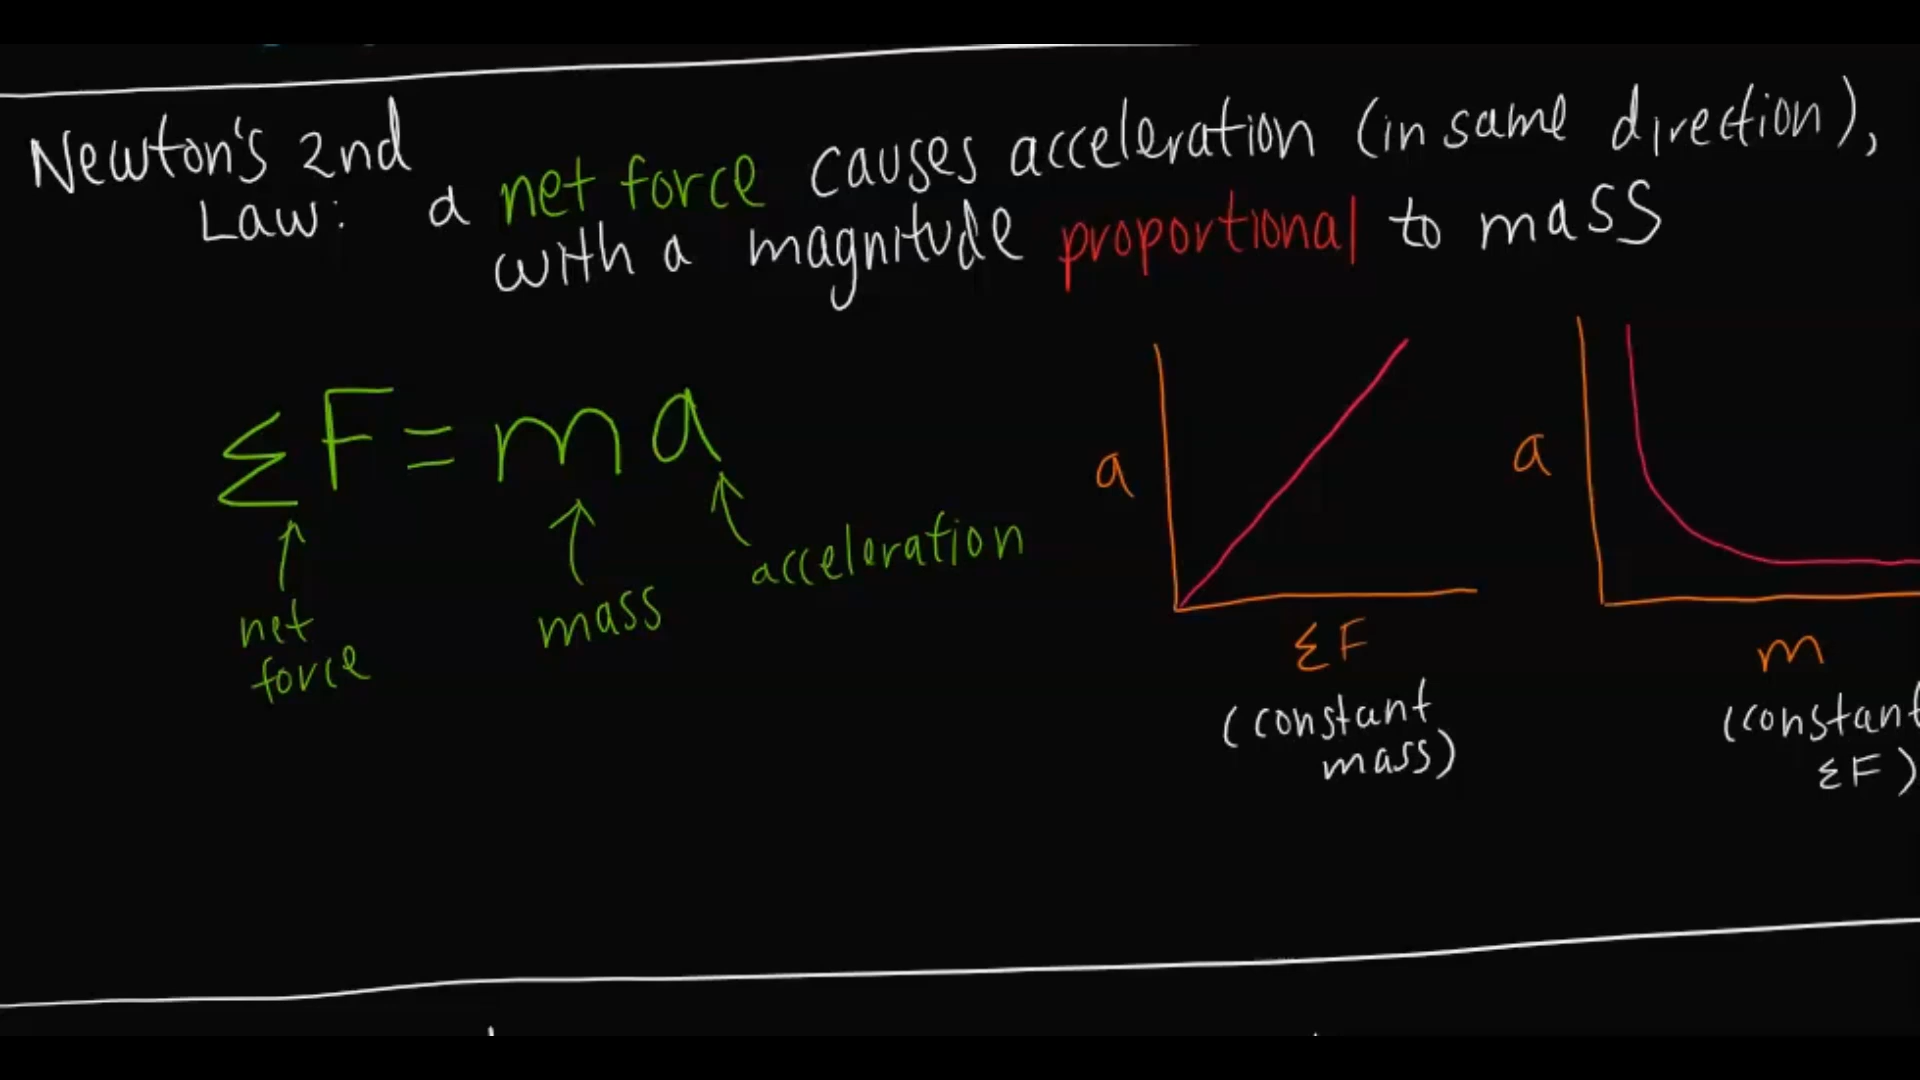 Newton's 2nd
Law: a net force causes acceleration (in same direction),
with a magnitude proportional to mass
ΣF = ma
net
force
mass
acceleration
a
ΣF
(constant
mass)
a
m
(constant
ΣF)